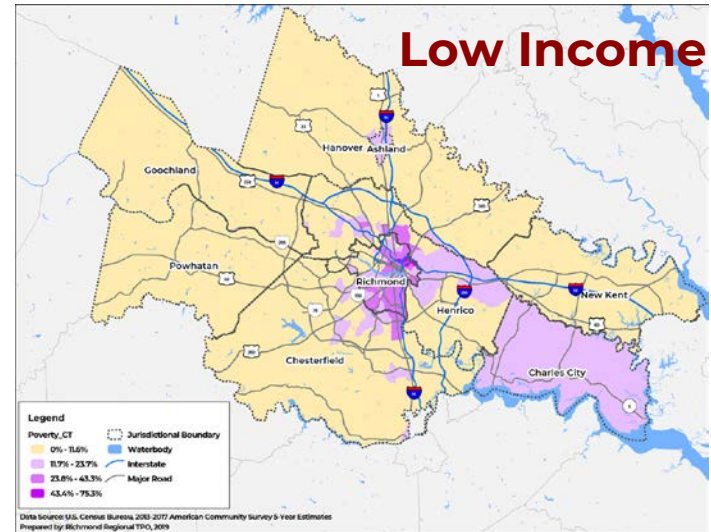 Low Income
Hanover Ashland
Goochland
Powhatan
Richmond
New Kent
Henrico
Chesterfield
Charles City
Legend
Poverty_CT
0% - 11.6%
11.7% - 23.7%
23.8% - 43.3%
43.4% - 75.3%
Jurisdictional Boundary
Waterbody
Interstate
Major Road
Data Source: U.S. Census Bureau, 2013-2017 American Community Survey 5-Year Estimates
Prepared by: Richmond Regional TPO, 2019